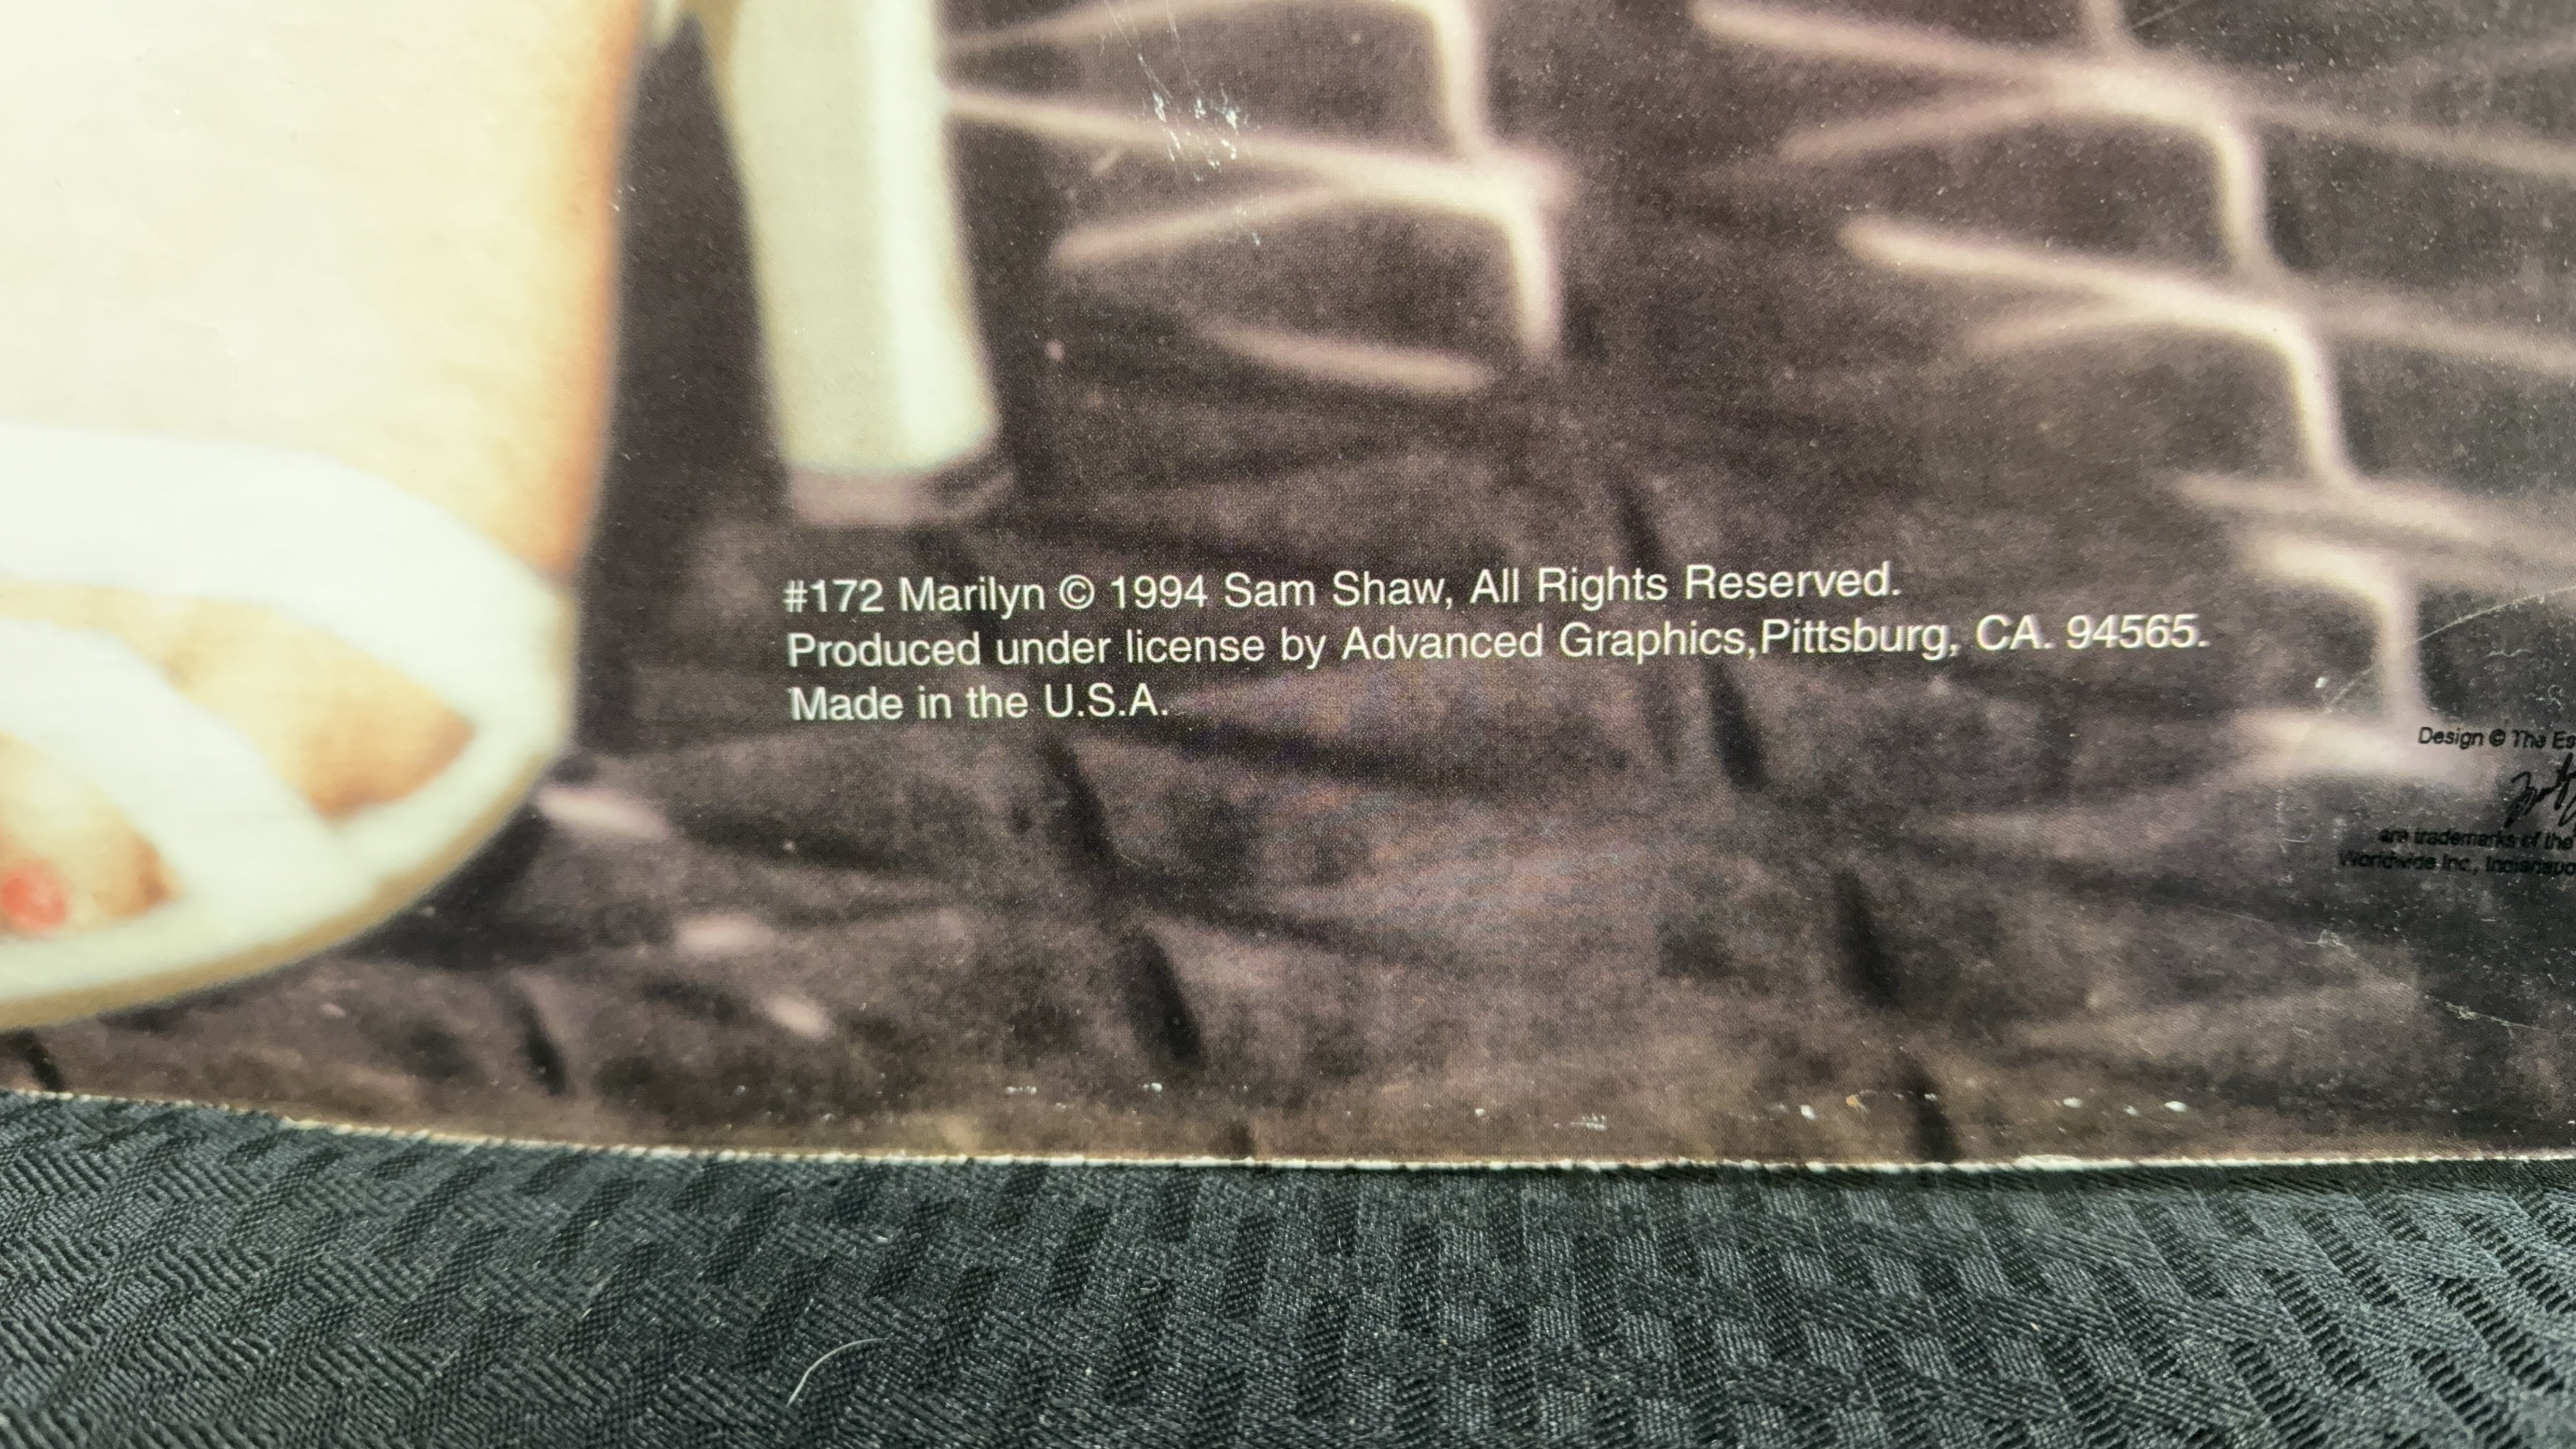 #172 Marilyn © 1994 Sam Shaw, All Rights Reserved.
Produced under license by Advanced Graphics,Pittsburg, CA. 94565.
Made in the U.S.A.
Design © The Es
are trademarks of the
Worldwide Inc.,